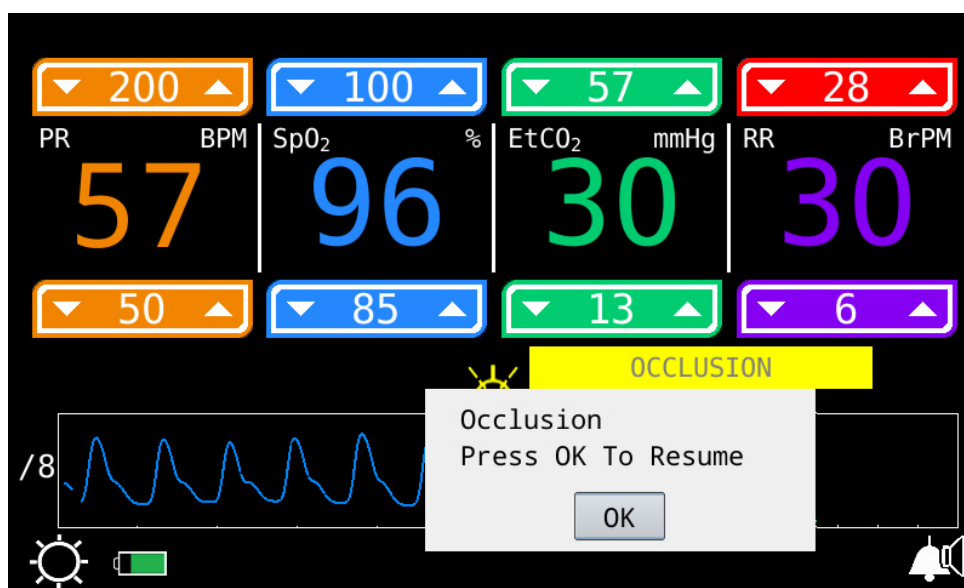 200 100 57 28
PR BPM SpO₂ % EtCO₂ mmHg RR BrPM
57 96 30 30
50 85 13 6
OCCLUSION
Occlusion
Press OK To Resume
/8
OK